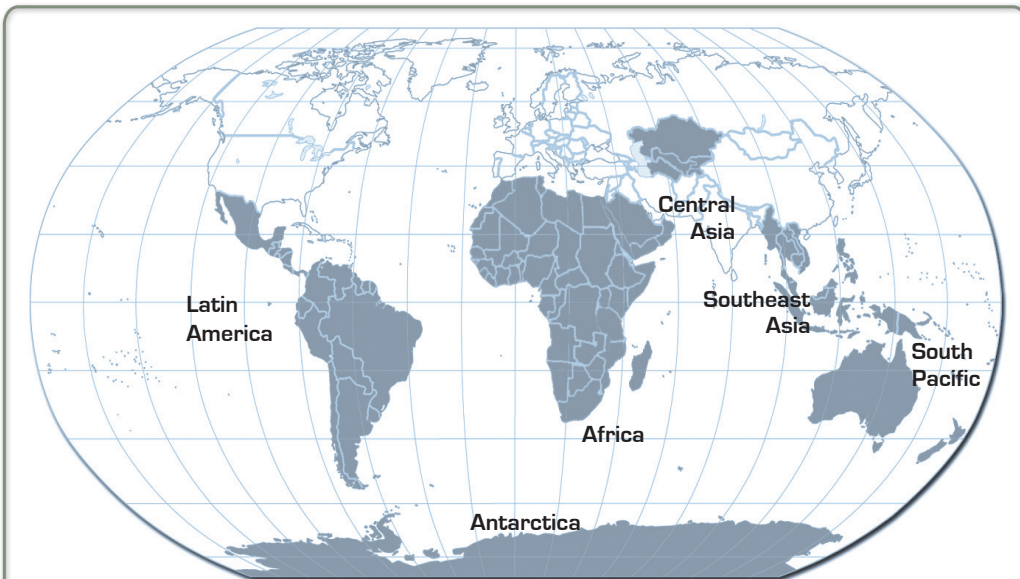 Central
Asia
Latin
America
Southeast
Asia
South
Pacific
Africa
Antarctica